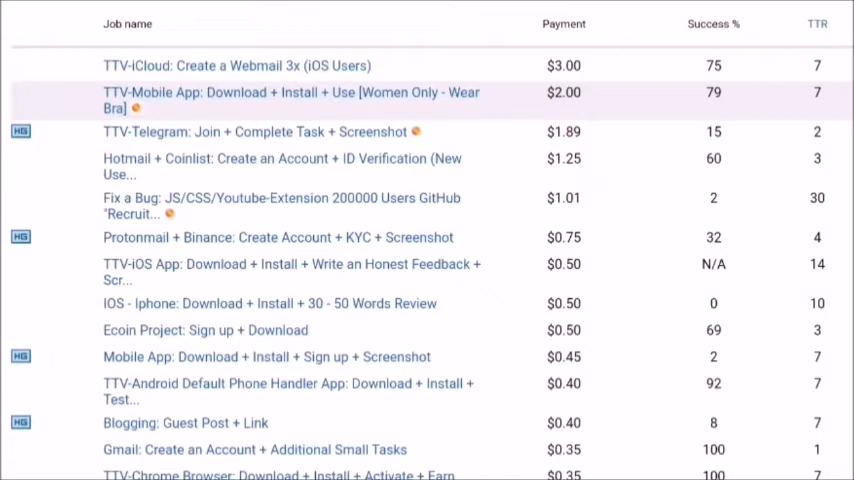 Job name Payment Success % TTR
TTV-iCloud: Create a Webmail 3x (iOS Users) $3.00 75 7
TTV-Mobile App: Download + Install + Use [Women Only - Wear $2.00 79 7
Bra]
HG TTV-Telegram: Join + Complete Task + Screenshot $1.89 15 2
Hotmail + Coinlist: Create an Account + ID Verification (New $1.25 60 3
Use...
Fix a Bug: JS/CSS/Youtube-Extension 200000 Users GitHub $1.01 2 30
"Recruit...
HG Protonmail + Binance: Create Account + KYC + Screenshot $0.75 32 4
TTV-iOS App: Download + Install + Write an Honest Feedback + $0.50 N/A 14
Scr...
IOS - Iphone: Download + Install + 30 - 50 Words Review $0.50 0 10
Ecoin Project: Sign up + Download $0.50 69 3
HG Mobile App: Download + Install + Sign up + Screenshot $0.45 2 7
TTV-Android Default Phone Handler App: Download + Install + $0.40 92 7
Test...
HG Blogging: Guest Post + Link $0.40 8 7
Gmail: Create an Account + Additional Small Tasks $0.35 100 1
TTV-Chrome Browser: Download + Install + Activate + Earn $0.35 100 7